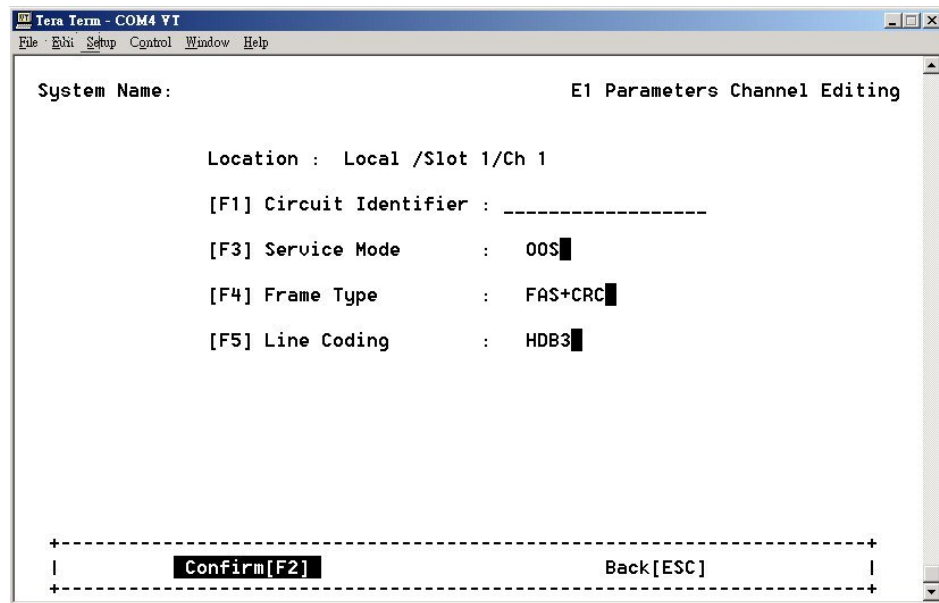 Tera Term - COM4 VT
File Edit Setup Control Window Help
System Name: E1 Parameters Channel Editing
Location : Local /Slot 1/Ch 1
[F1] Circuit Identifier : __________________
[F3] Service Mode : OOS
[F4] Frame Type : FAS+CRC
[F5] Line Coding : HDB3
Confirm[F2] Back[ESC]